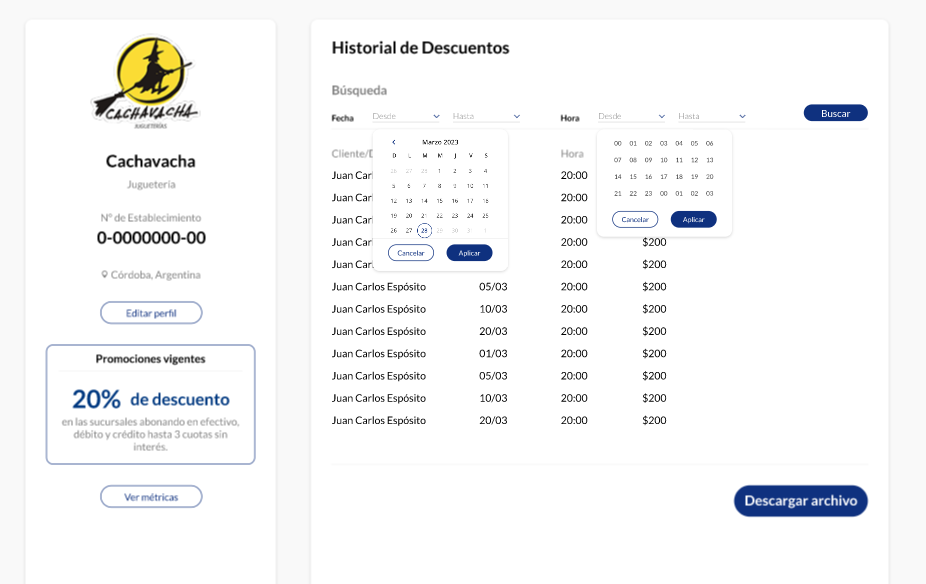 CACHAVACHA
JUGUETERÍAS
Cachavacha
Jugueteria
N° de Establecimiento
0-0000000-00
Córdoba, Argentina
Editar perfil
Promociones vigentes
20% de descuento
en las sucursales abonando en efectivo,
débito y crédito hasta 3 cuotas sin
interés.
Ver métricas
Historial de Descuentos
Búsqueda
Fecha Desde Hasta Hora Desde Hasta Buscar
Cliente/D Hora
Marzo 2023
D L M M J V S
26 27 28 1 2 3 4
5 6 7 8 9 10 11
12 13 14 15 16 17 18
19 20 21 22 23 24 25
26 27 28 29 30 31 1
Cancelar Aplicar
00 01 02 03 04 05 06
07 08 09 10 11 12 13
14 15 16 17 18 19 20
21 22 23 00 01 02 03
Cancelar Aplicar
Juan Car 20:00
Juan Car 20:00
Juan Car 20:00
Juan Car 20:00 $200
Juan Car 20:00 $200
Juan Carlos Espósito 05/03 20:00 $200
Juan Carlos Espósito 10/03 20:00 $200
Juan Carlos Espósito 20/03 20:00 $200
Juan Carlos Espósito 01/03 20:00 $200
Juan Carlos Espósito 05/03 20:00 $200
Juan Carlos Espósito 10/03 20:00 $200
Juan Carlos Espósito 20/03 20:00 $200
Descargar archivo